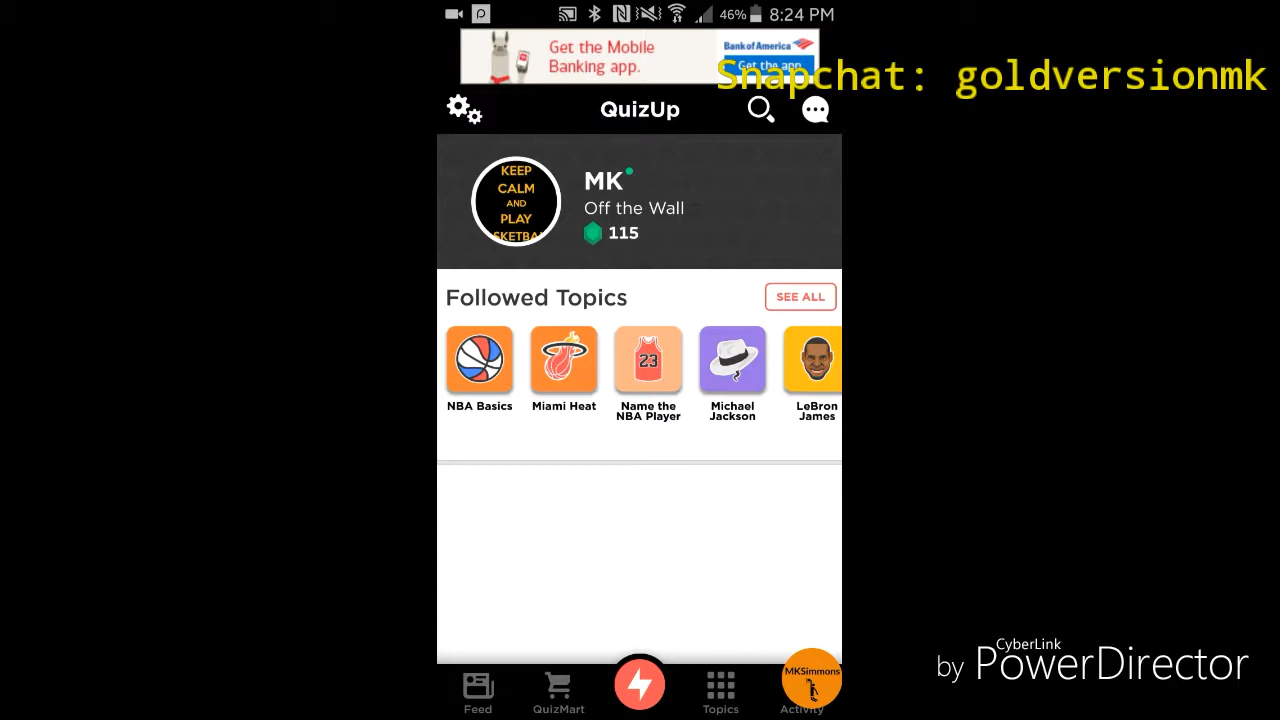 46% 8:24 PM
Get the Mobile
Banking app.
Bank of America
Get the app
Snapchat: goldversionmk
QuizUp
KEEP
CALM
AND
PLAY
SKETBA
MK
Off the Wall
115
Followed Topics
SEE ALL
23
NBA Basics
Miami Heat
Name the
NBA Player
Michael
Jackson
LeBron
James
CyberLink
by PowerDirector
MKSimmons
Feed
QuizMart
Topics
Activity